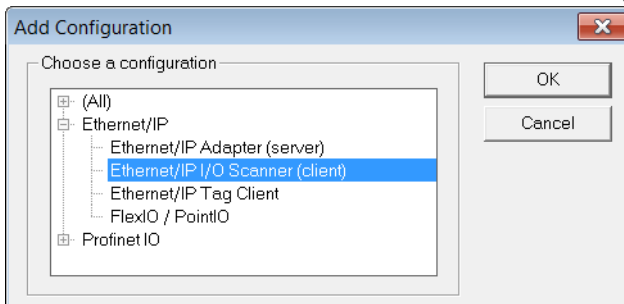 Add Configuration
Choose a configuration
(All)
Ethernet/IP
Ethernet/IP Adapter (server)
Ethernet/IP I/O Scanner (client)
Ethernet/IP Tag Client
FlexIO / PointIO
Profinet IO
OK
Cancel